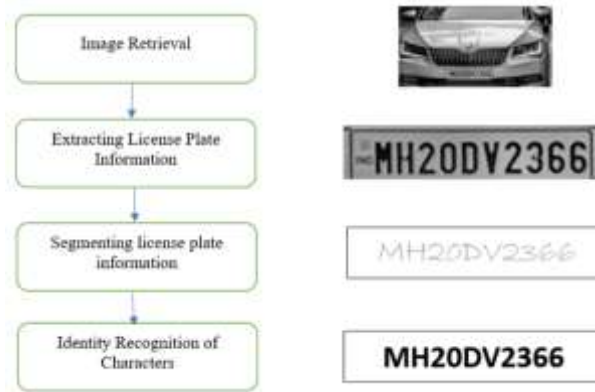 Image Retrieval
Extracting License Plate
Information
MH20DV2366
Segmenting license plate
information
MH20DV2366
Identity Recognition of
Characters
MH20DV2366